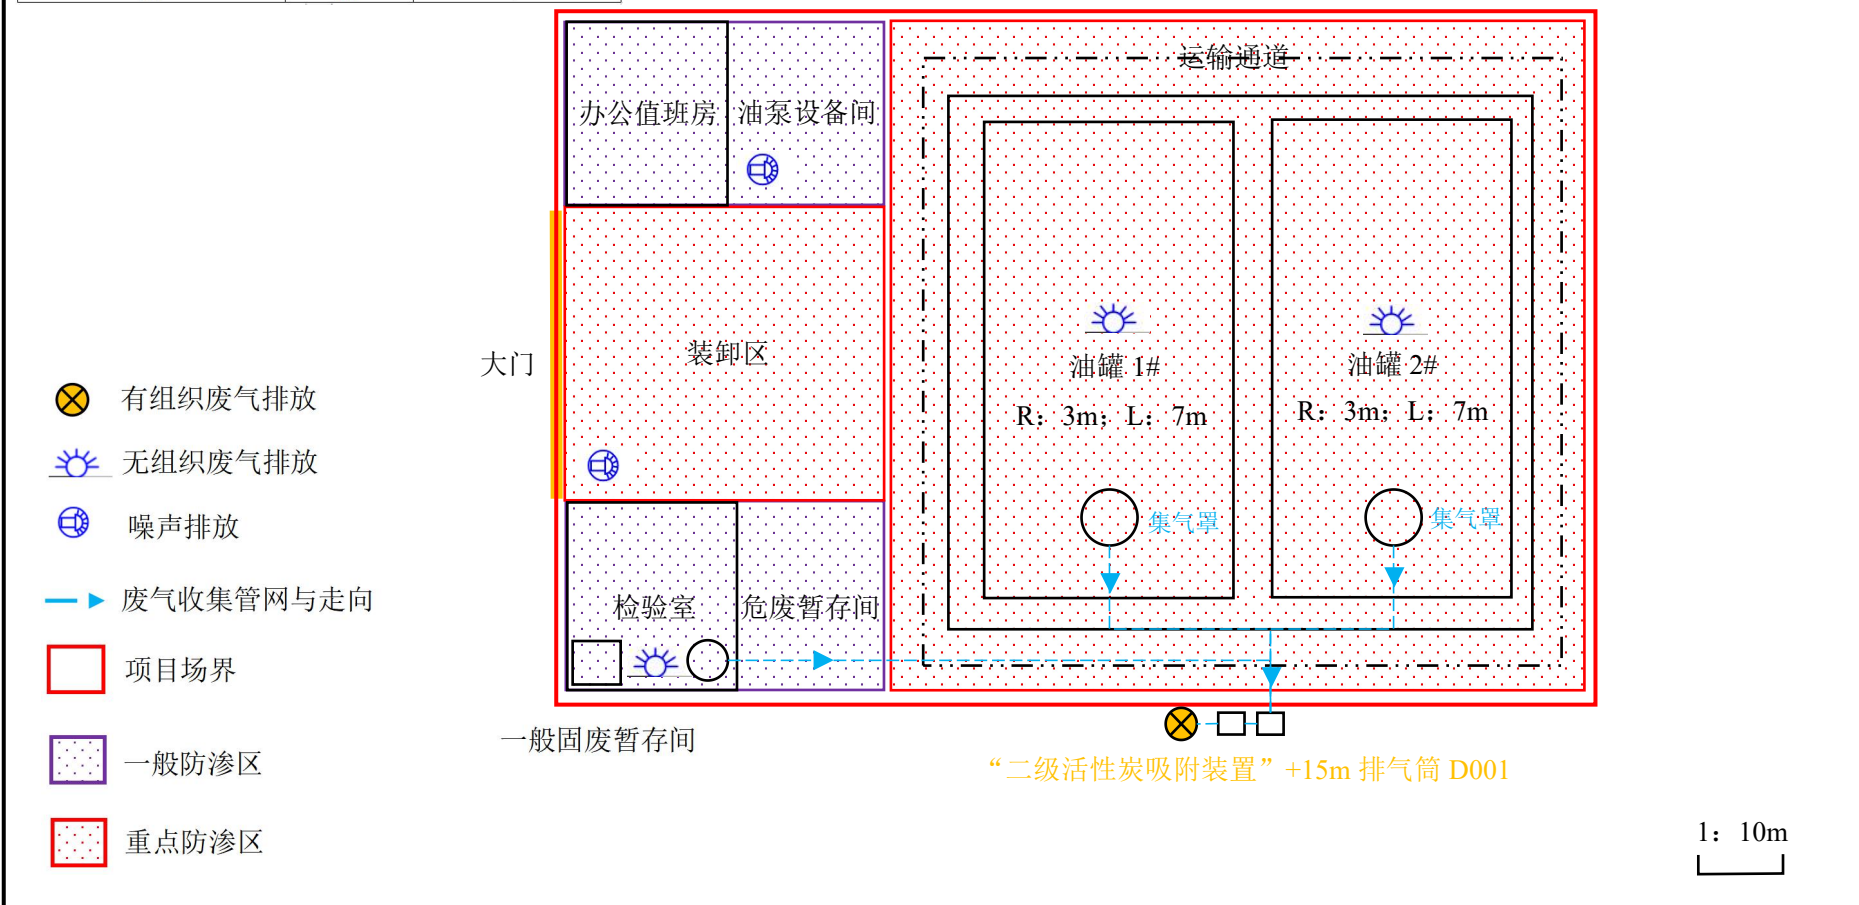 运输通道
办公值班房
油泵设备间
大门
装卸区
油罐 1#
R：3m；L：7m
油罐 2#
R：3m；L：7m
集气罩
集气罩
检验室
危废暂存间
一般固废暂存间
“二级活性炭吸附装置”+15m 排气筒 D001
有组织废气排放
无组织废气排放
噪声排放
废气收集管网与走向
项目场界
一般防渗区
重点防渗区
1：10m